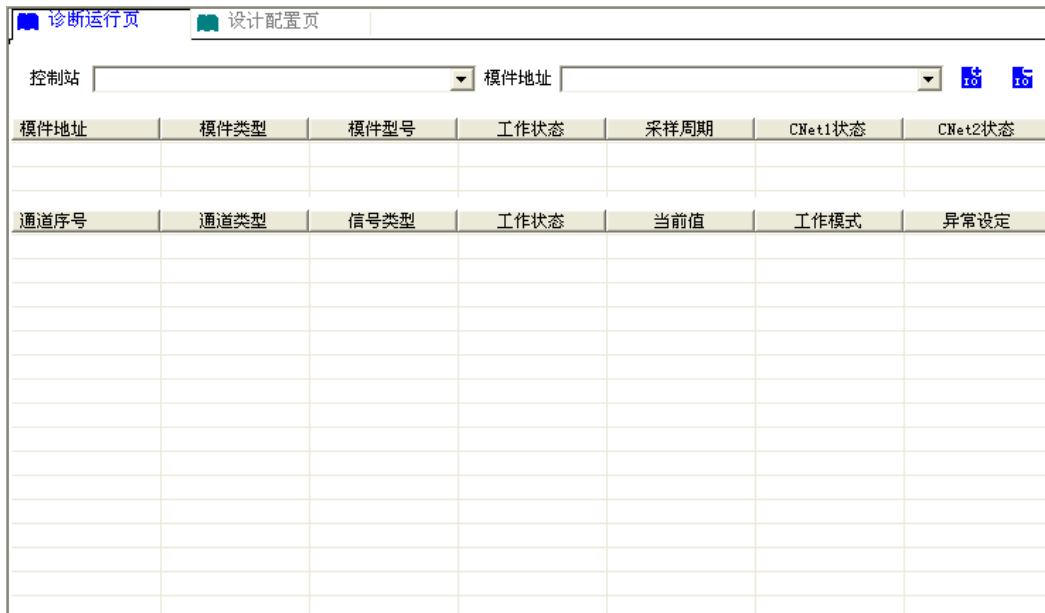 诊断运行页 设计配置页
控制站 模件地址
模件地址 模件类型 模件型号 工作状态 采样周期 CNet1状态 CNet2状态
通道序号 通道类型 信号类型 工作状态 当前值 工作模式 异常设定